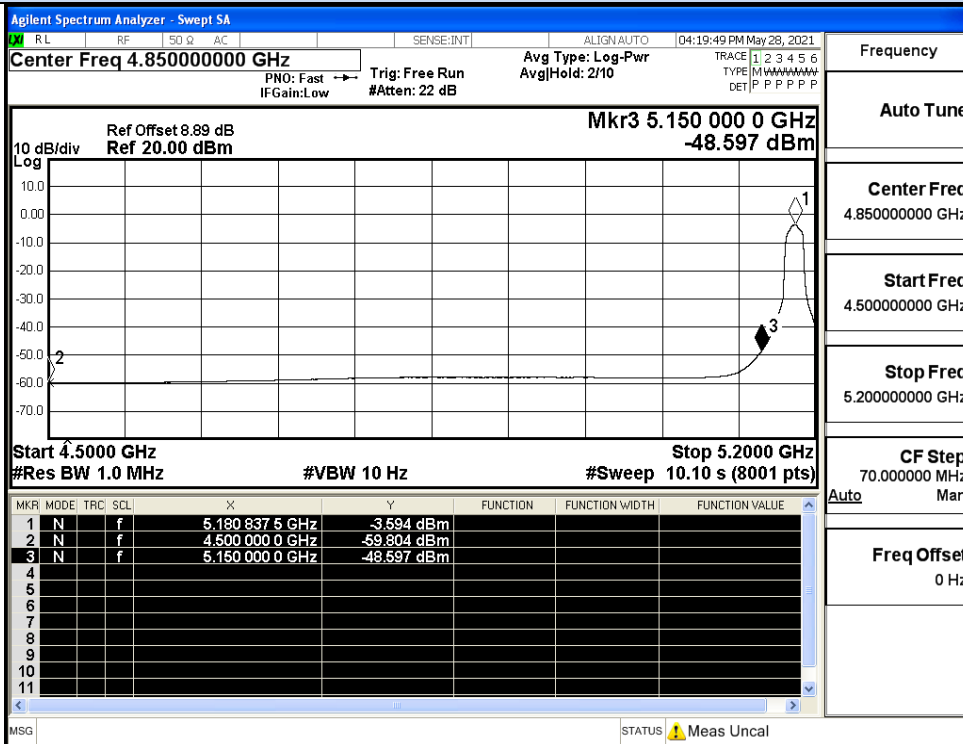 Agilent Spectrum Analyzer - Swept SA
LXI RL RF 50 Ω AC SENSE:INT ALIGN AUTO 04:19:49 PM May 28, 2021
Center Freq 4.850000000 GHz
PNO: Fast
IFGain:Low
Trig: Free Run
#Atten: 22 dB
Avg Type: Log-Pwr
Avg|Hold: 2/10
TRACE 1 2 3 4 5 6
TYPE M WWWWW
DET P P P P P P
Ref Offset 8.89 dB
Ref 20.00 dBm
10 dB/div
Log
Mkr3 5.150 000 0 GHz
-48.597 dBm
10.0
0.00
-10.0
-20.0
-30.0
-40.0
-50.0
-60.0
-70.0
1
2
3
Start 4.5000 GHz
Stop 5.2000 GHz
#Res BW 1.0 MHz
#VBW 10 Hz
#Sweep 10.10 s (8001 pts)
MKR MODE TRC SCL X Y FUNCTION FUNCTION WIDTH FUNCTION VALUE
1 N f 5.180 837 5 GHz -3.594 dBm
2 N f 4.500 000 0 GHz -59.804 dBm
3 N f 5.150 000 0 GHz -48.597 dBm
4
5
6
7
8
9
10
11
MSG
STATUS Meas Uncal
Frequency
Auto Tune
Center Freq
4.850000000 GHz
Start Freq
4.500000000 GHz
Stop Freq
5.200000000 GHz
CF Step
70.000000 MHz
Auto Man
Freq Offset
0 Hz